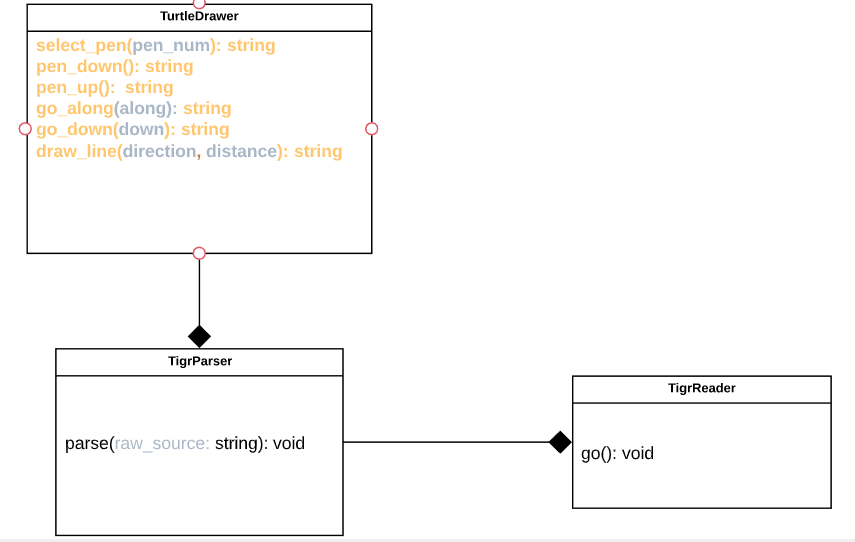 TurtleDrawer
select_pen(pen_num): string
pen_down(): string
pen_up():  string
go_along(along): string
go_down(down): string
draw_line(direction, distance): string
TigrParser
parse(raw_source: string): void
TigrReader
go(): void